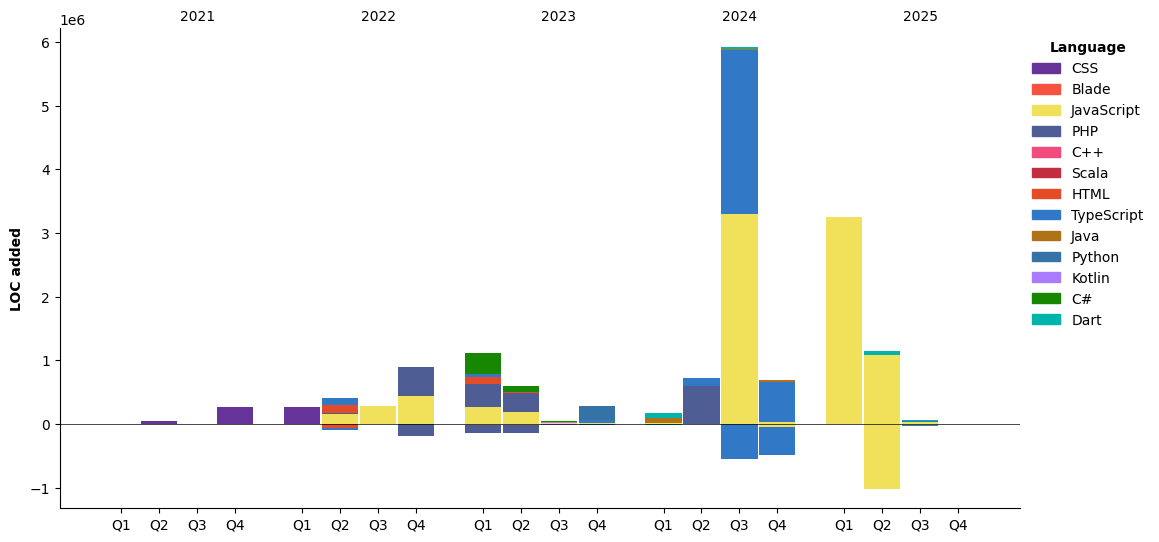 2021 2022 2023 2024 2025
1e6
6
5
4
3
2
1
0
−1
LOC added
Q1 Q2 Q3 Q4 Q1 Q2 Q3 Q4 Q1 Q2 Q3 Q4 Q1 Q2 Q3 Q4 Q1 Q2 Q3 Q4
Language
CSS
Blade
JavaScript
PHP
C++
Scala
HTML
TypeScript
Java
Python
Kotlin
C#
Dart